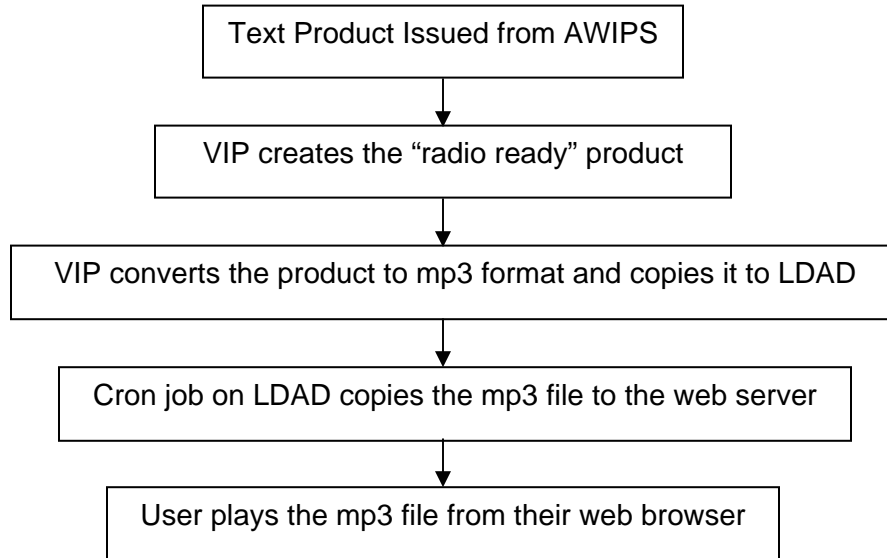 Text Product Issued from AWIPS
VIP creates the “radio ready” product
VIP converts the product to mp3 format and copies it to LDAD
Cron job on LDAD copies the mp3 file to the web server
User plays the mp3 file from their web browser